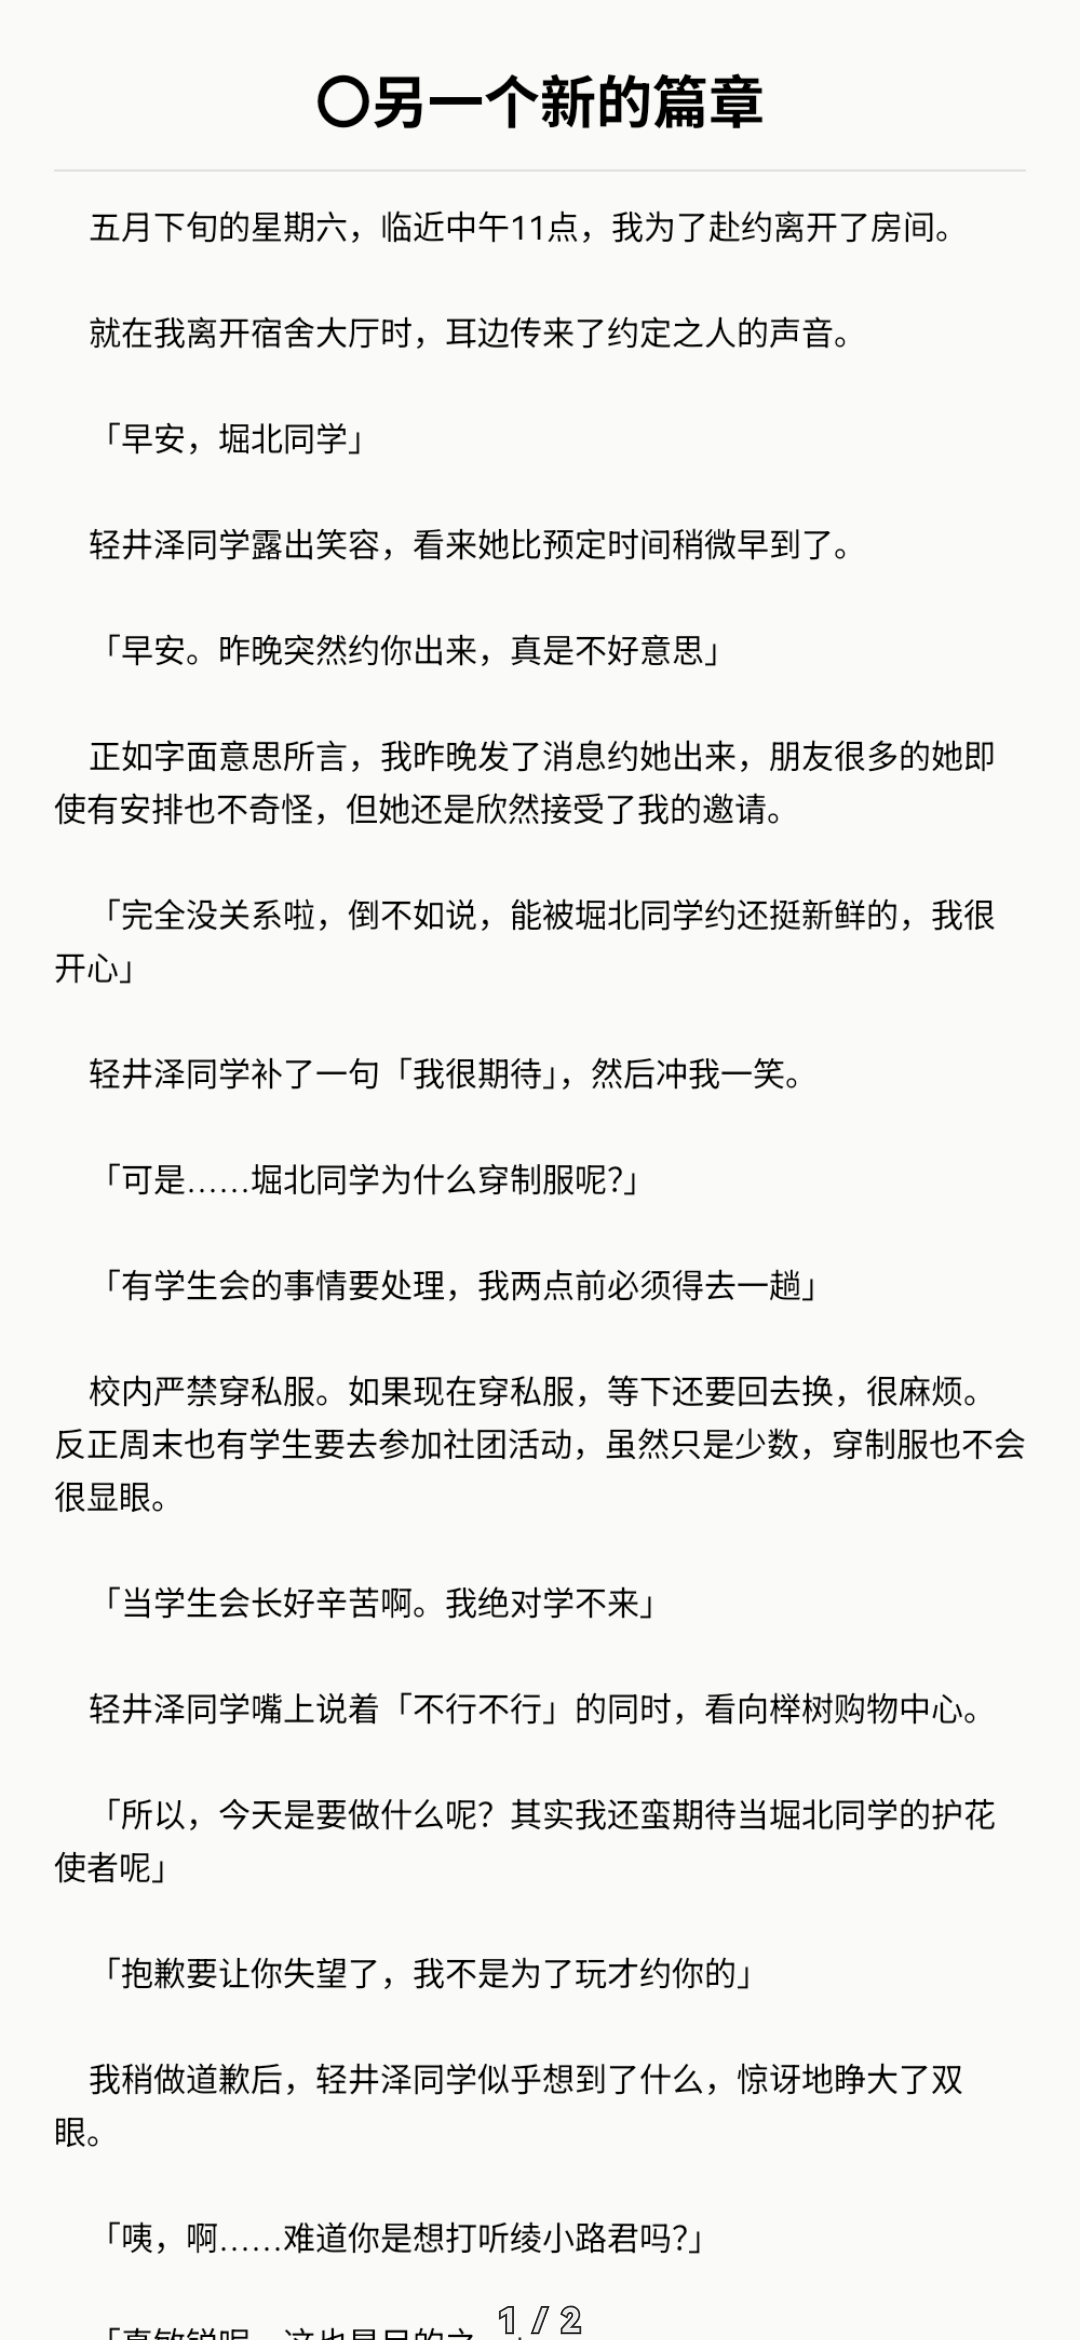 〇另一个新的篇章
五月下旬的星期六，临近中午11点，我为了赴约离开了房间。
就在我离开宿舍大厅时，耳边传来了约定之人的声音。
「早安，堀北同学」
轻井泽同学露出笑容，看来她比预定时间稍微早到了。
「早安。昨晚突然约你出来，真是不好意思」
正如字面意思所言，我昨晚发了消息约她出来，朋友很多的她即
使有安排也不奇怪，但她还是欣然接受了我的邀请。
「完全没关系啦，倒不如说，能被堀北同学约还挺新鲜的，我很
开心」
轻井泽同学补了一句「我很期待」，然后冲我一笑。
「可是……堀北同学为什么穿制服呢?」
「有学生会的事情要处理，我两点前必须得去一趟」
校内严禁穿私服。如果现在穿私服，等下还要回去换，很麻烦。
反正周末也有学生要去参加社团活动，虽然只是少数，穿制服也不会
很显眼。
「当学生会长好辛苦啊。我绝对学不来」
轻井泽同学嘴上说着「不行不行」的同时，看向榉树购物中心。
「所以，今天是要做什么呢？其实我还蛮期待当堀北同学的护花
使者呢」
「抱歉要让你失望了，我不是为了玩才约你的」
我稍做道歉后，轻井泽同学似乎想到了什么，惊讶地睁大了双
眼。
「咦，啊……难道你是想打听绫小路君吗?」
1 / 2